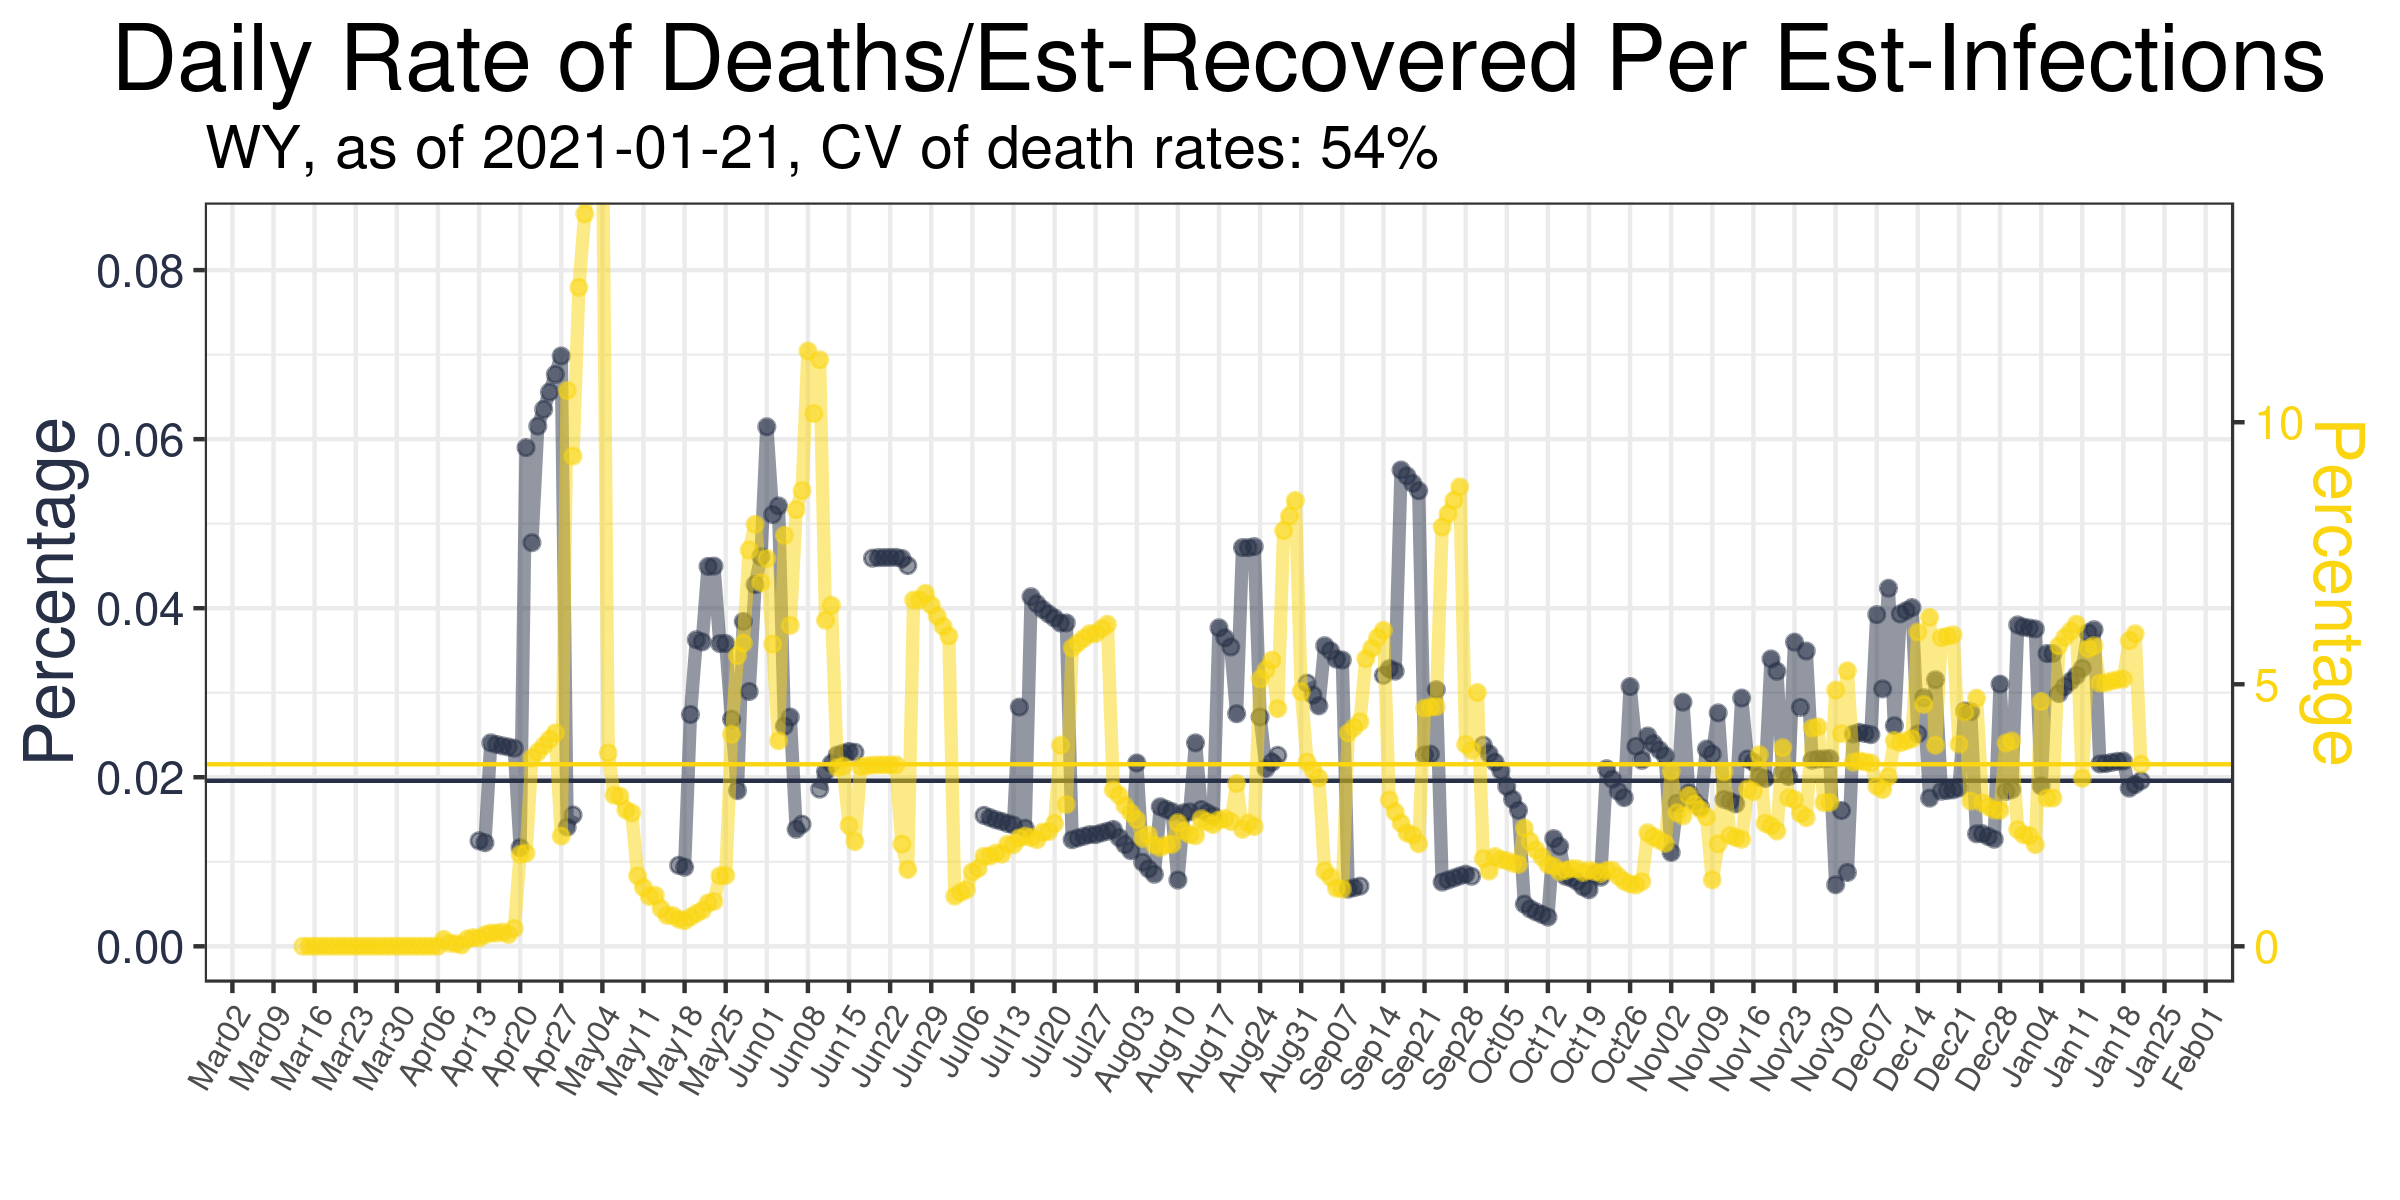 Daily Rate of Deaths/Est-Recovered Per Est-Infections
WY, as of 2021-01-21, CV of death rates: 54%
Percentage
0.08
0.06
0.04
0.02
0.00
10
5
0
Percentage
Mar02
Mar09
Mar16
Mar23
Mar30
Apr06
Apr13
Apr20
Apr27
May04
May11
May18
May25
Jun01
Jun08
Jun15
Jun22
Jun29
Jul06
Jul13
Jul20
Jul27
Aug03
Aug10
Aug17
Aug24
Aug31
Sep07
Sep14
Sep21
Sep28
Oct05
Oct12
Oct19
Oct26
Nov02
Nov09
Nov16
Nov23
Nov30
Dec07
Dec14
Dec21
Dec28
Jan04
Jan11
Jan18
Jan25
Feb01